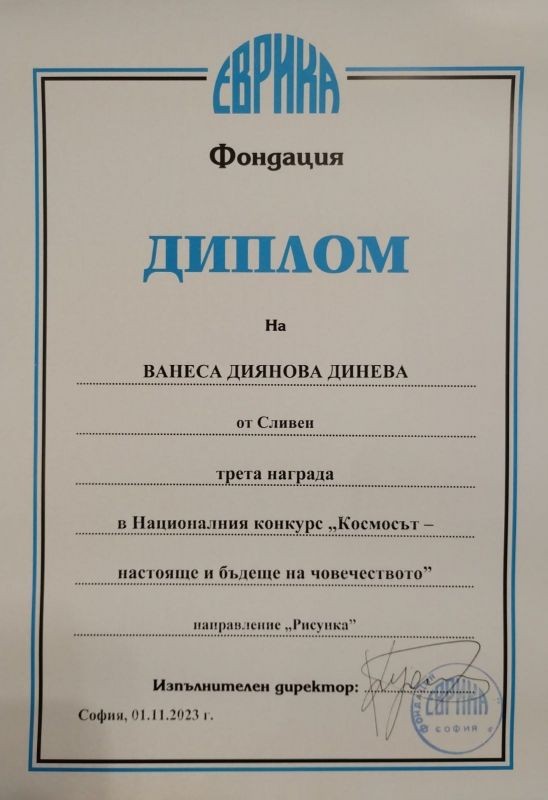 ЕВРИКА
Фондация
ДИПЛОМ
На
ВАНЕСА ДИЯНОВА ДИНЕВА
от Сливен
трета награда
в Националния конкурс „Космосът –
настояще и бъдеще на човечеството”
направление „Рисунка”
Изпълнителен директор:
София, 01.11.2023 г.
ФОНДАЦИЯ
ЕВРИКА
СОФИЯ